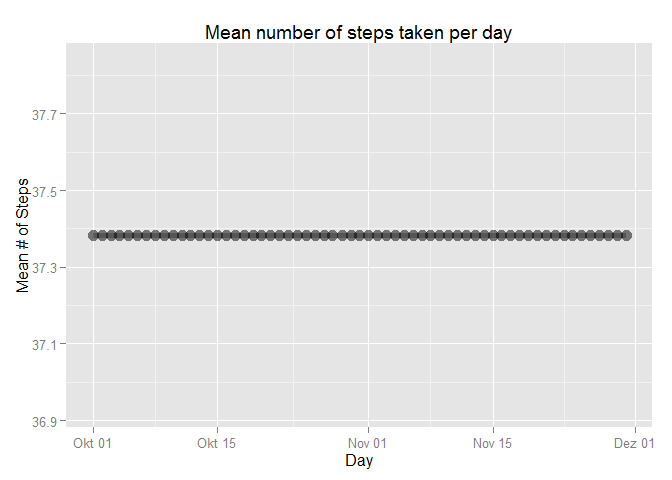 Mean number of steps taken per day
Mean # of Steps
37.7
37.5
37.3
37.1
36.9
Okt 01 Okt 15 Nov 01 Nov 15 Dez 01
Day